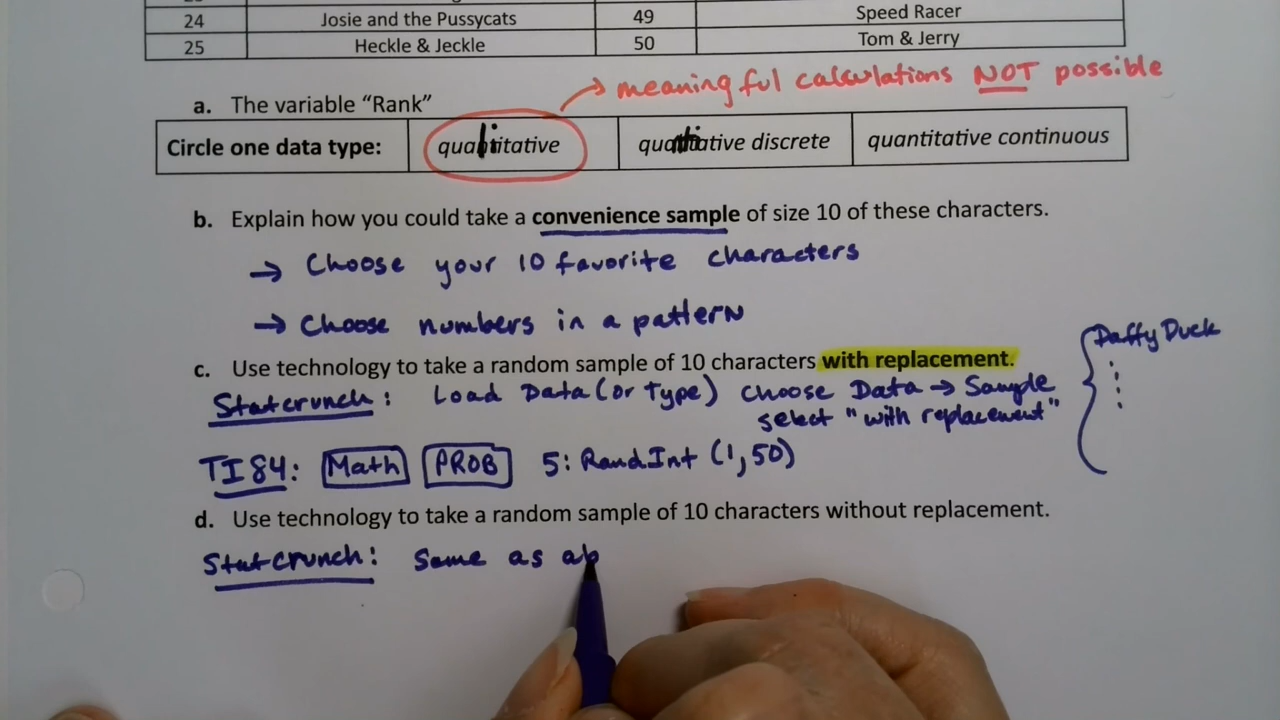 24 Josie and the Pussycats 49 Speed Racer
25 Heckle & Jeckle 50 Tom & Jerry
→ meaningful calculations NOT possible
a. The variable "Rank"
Circle one data type: qualitative quantitative discrete quantitative continuous
b. Explain how you could take a convenience sample of size 10 of these characters.
→ Choose your 10 favorite characters
→ Choose numbers in a pattern
c. Use technology to take a random sample of 10 characters with replacement.
Daffy Duck
Statcrunch: Load Data (or Type) Choose Data → Sample
select "with replacement"
TI84: Math PROB 5: RandInt (1,50)
d. Use technology to take a random sample of 10 characters without replacement.
Statcrunch: Same as ab